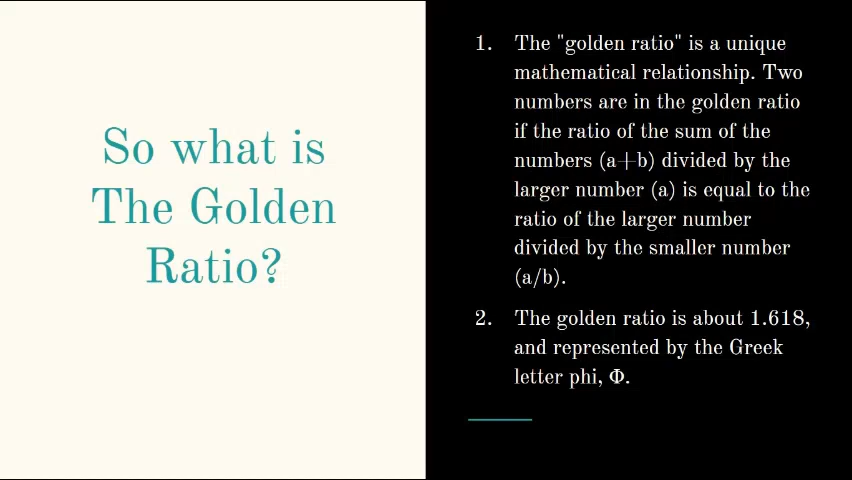 So what is
The Golden
Ratio?
1. The "golden ratio" is a unique
mathematical relationship. Two
numbers are in the golden ratio
if the ratio of the sum of the
numbers (a+b) divided by the
larger number (a) is equal to the
ratio of the larger number
divided by the smaller number
(a/b).
2. The golden ratio is about 1.618,
and represented by the Greek
letter phi, Φ.